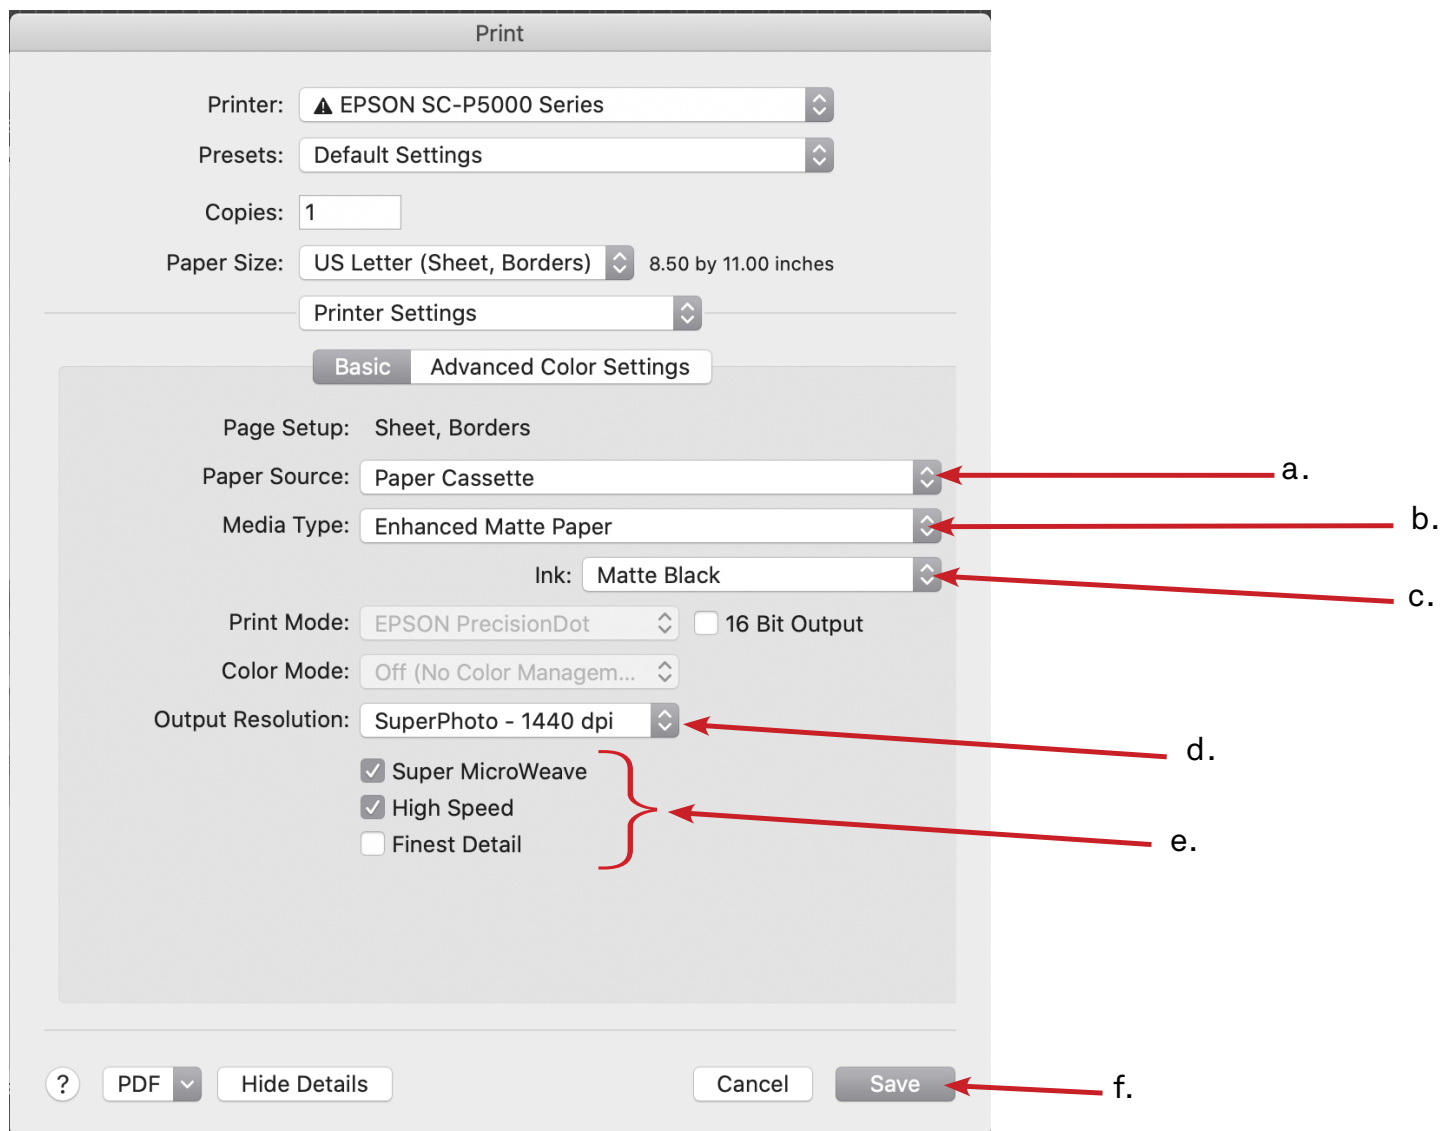 Print
Printer: EPSON SC-P5000 Series
Presets: Default Settings
Copies: 1
Paper Size: US Letter (Sheet, Borders) 8.50 by 11.00 inches
Printer Settings
Basic Advanced Color Settings
Page Setup: Sheet, Borders
Paper Source: Paper Cassette a.
Media Type: Enhanced Matte Paper b.
Ink: Matte Black c.
Print Mode: EPSON PrecisionDot 16 Bit Output
Color Mode: Off (No Color Managem...
Output Resolution: SuperPhoto - 1440 dpi d.
Super MicroWeave
High Speed
Finest Detail e.
? PDF Hide Details Cancel Save f.